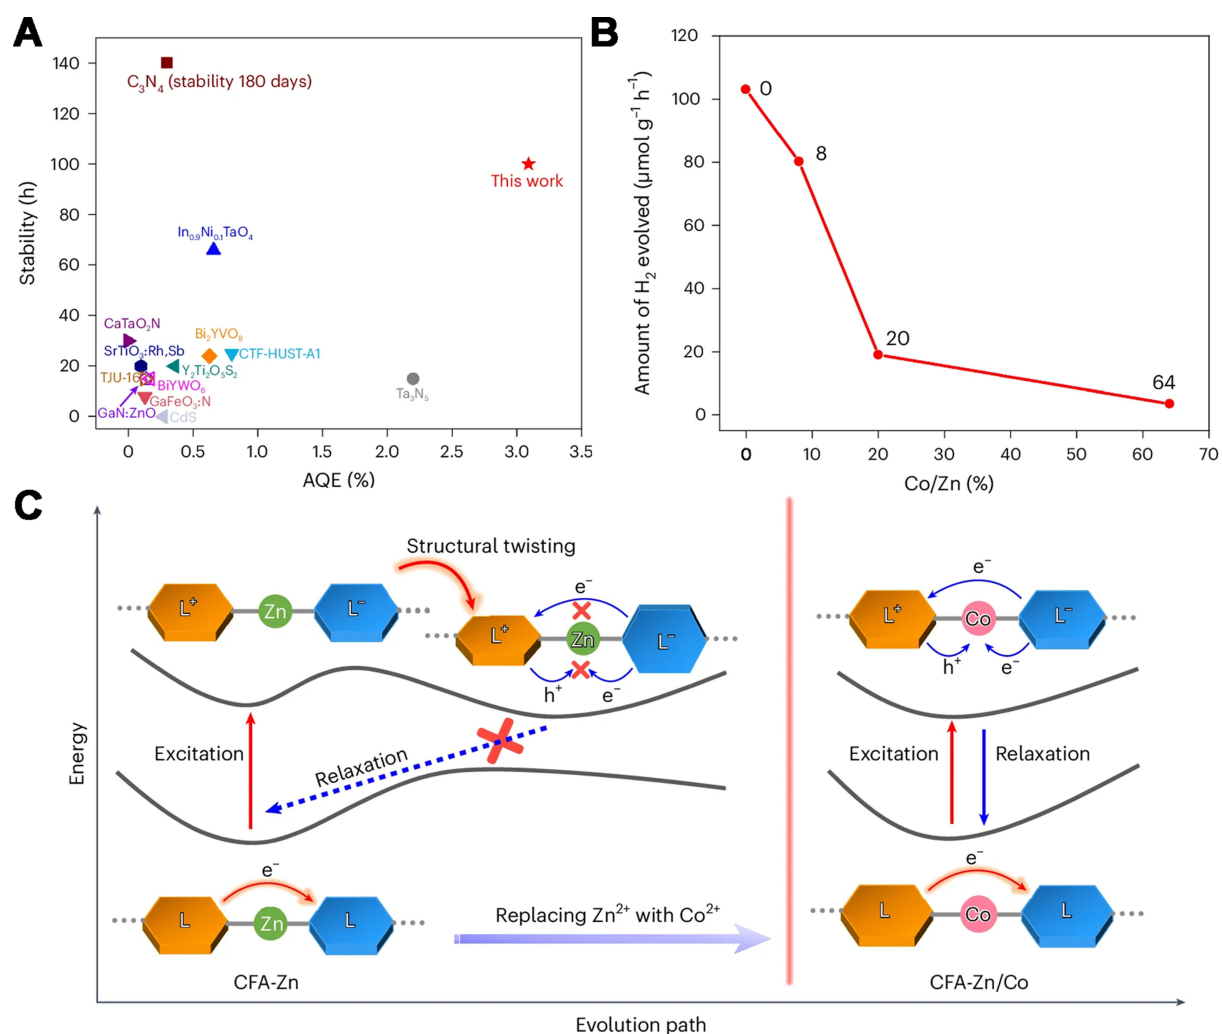 A
Stability (h)
140
120
100
80
60
40
20
0
C₃N₄ (stability 180 days)
This work
In₀.₉Ni₀.₁TaO₄
CaTaO₂N
Bi₂YVO₈
SrTiO₃:Rh,Sb
CTF-HUST-A1
Y₂Ti₂O₅S₂
TJU-16
BiYWO₆
Ta₃N₅
GaFeO₃:N
GaN:ZnO
CdS
0 0.5 1.0 1.5 2.0 2.5 3.0 3.5
AQE (%)
B
Amount of H₂ evolved (μmol g⁻¹ h⁻¹)
120
100
80
60
40
20
0
0
8
20
64
0 10 20 30 40 50 60 70
Co/Zn (%)
C
Energy
Structural twisting
L⁺ Zn L⁻
e⁻
L⁺ Zn L⁻
h⁺ e⁻
Excitation
Relaxation
e⁻
L Zn L
CFA-Zn
Replacing Zn²⁺ with Co²⁺
e⁻
L⁺ Co L⁻
h⁺ e⁻
Excitation Relaxation
e⁻
L Co L
CFA-Zn/Co
Evolution path